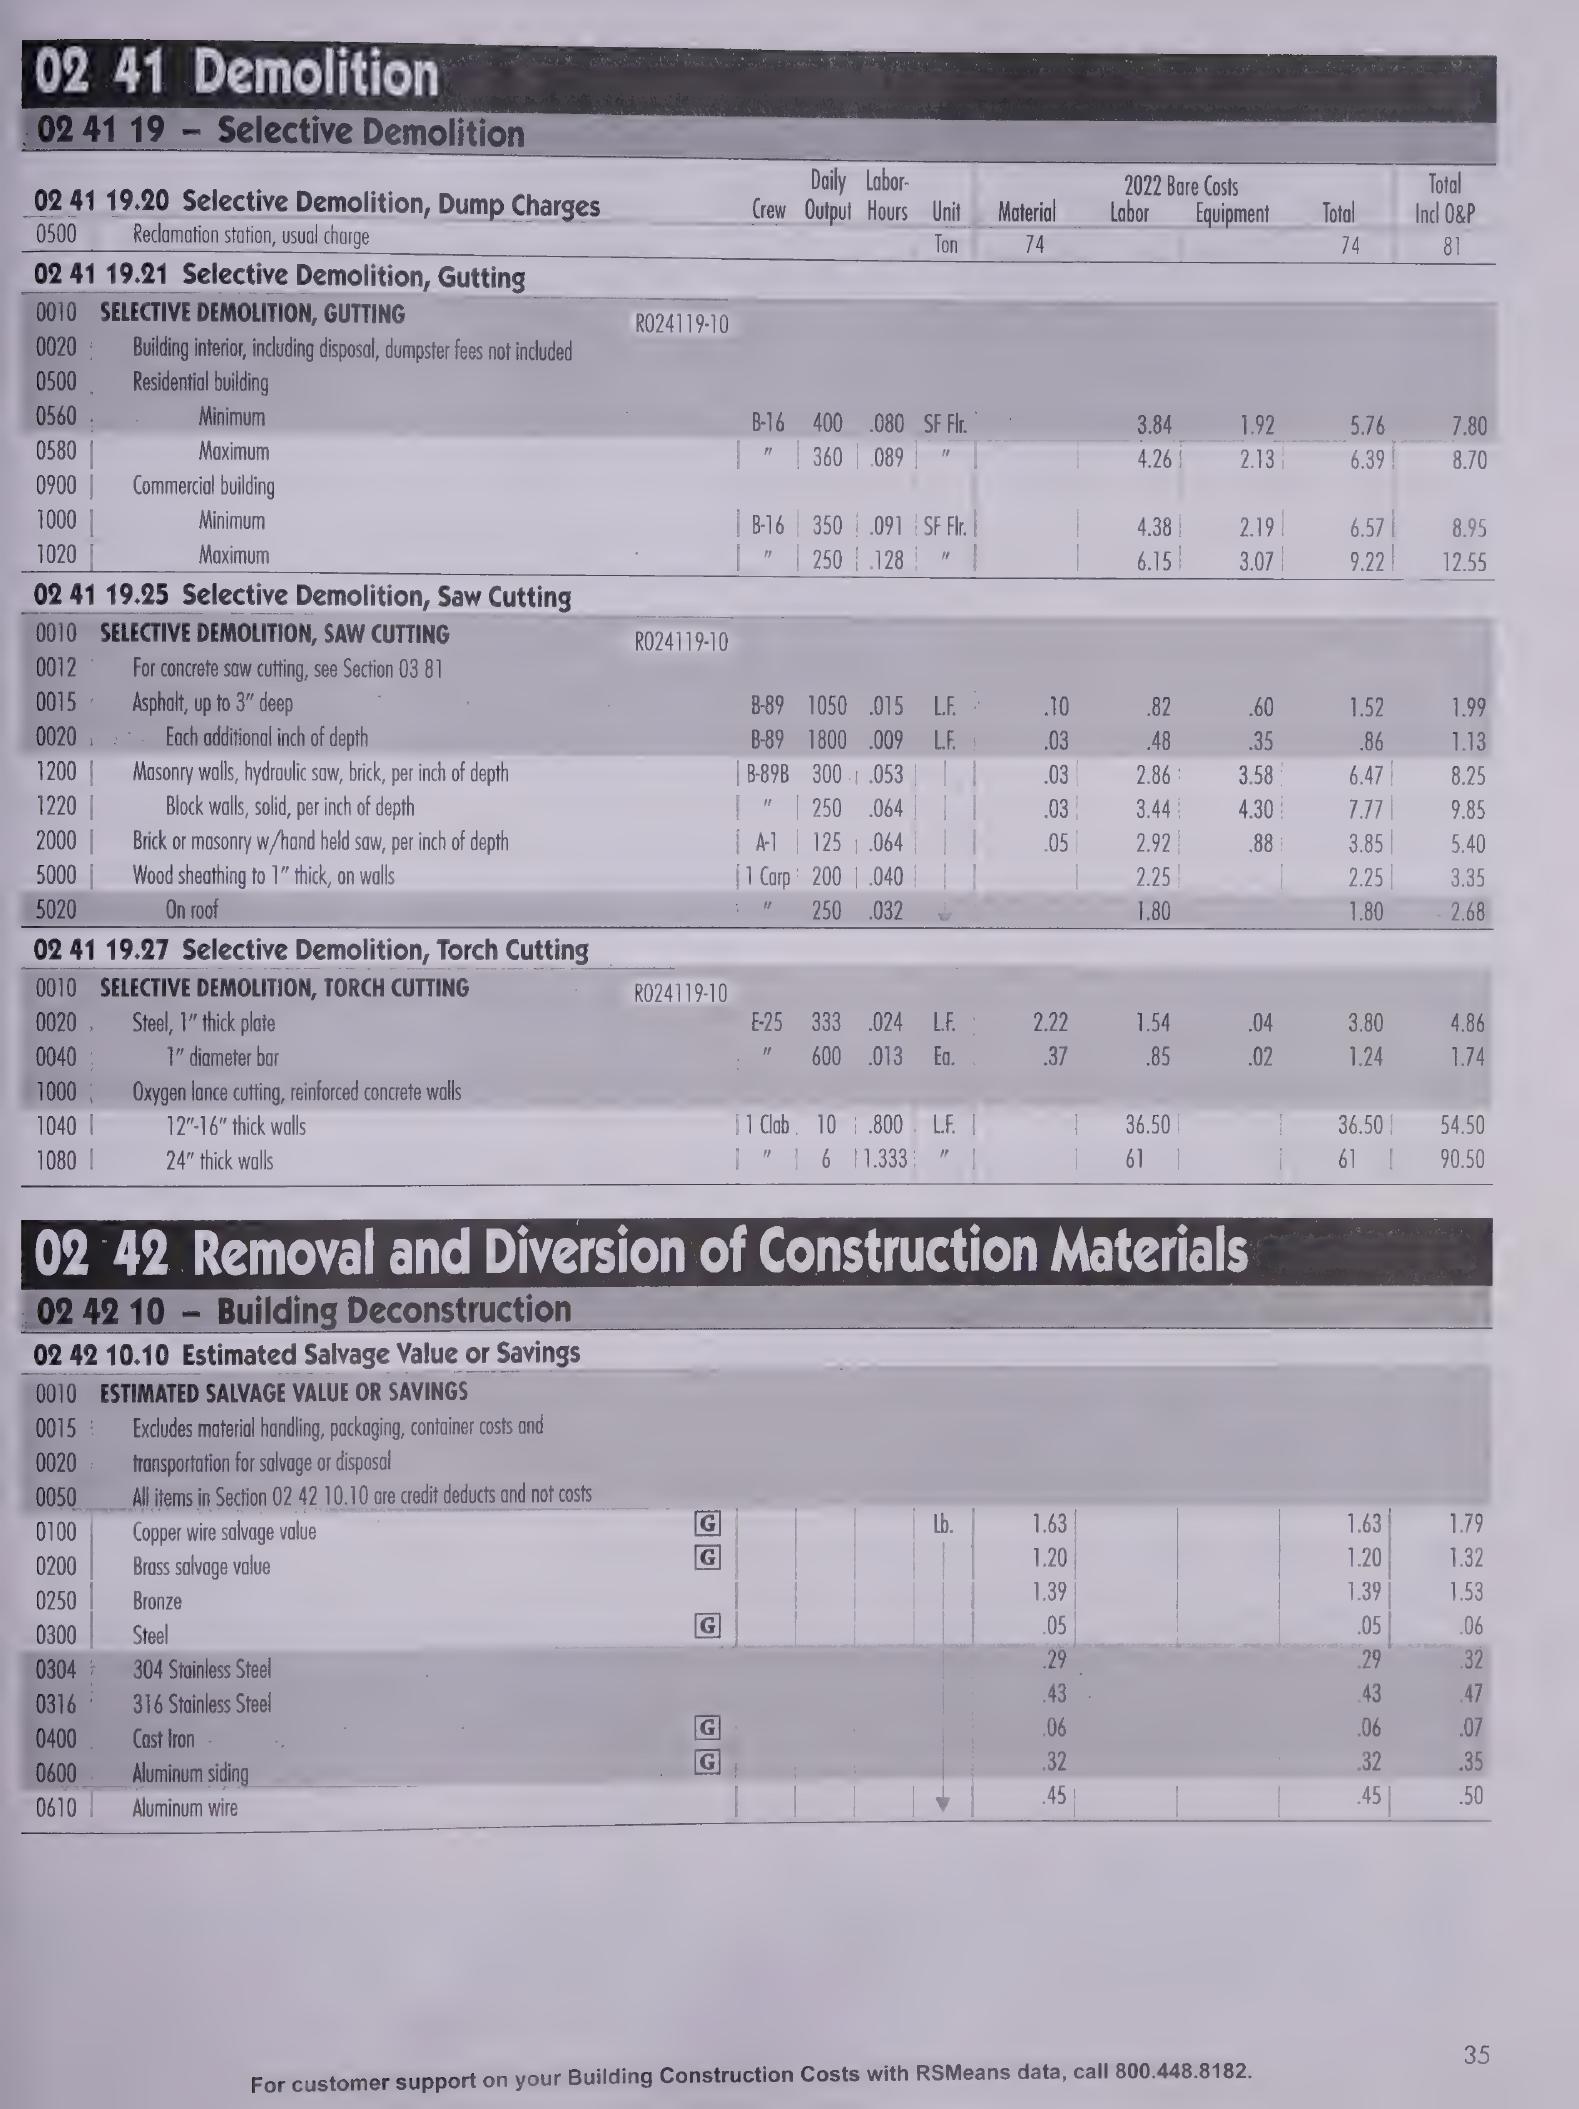 02 41 Demolition
02 41 19 – Selective Demolition
02 41 19.20 Selective Demolition, Dump Charges Crew Daily Output Labor-Hours Unit Material 2022 Bare Costs Labor Equipment Total Total Incl O&P
0500 Reclamation station, usual charge Ton 74 74 81
02 41 19.21 Selective Demolition, Gutting
0010 SELECTIVE DEMOLITION, GUTTING R024119-10
0020 Building interior, including disposal, dumpster fees not included
0500 Residential building
0560 Minimum B-16 400 .080 SF Flr. 3.84 1.92 5.76 7.80
0580 Maximum " 360 .089 " 4.26 2.13 6.39 8.70
0900 Commercial building
1000 Minimum B-16 350 .091 SF Flr. 4.38 2.19 6.57 8.95
1020 Maximum " 250 .128 " 6.15 3.07 9.22 12.55
02 41 19.25 Selective Demolition, Saw Cutting
0010 SELECTIVE DEMOLITION, SAW CUTTING R024119-10
0012 For concrete saw cutting, see Section 03 81
0015 Asphalt, up to 3" deep B-89 1050 .015 L.F. .10 .82 .60 1.52 1.99
0020 Each additional inch of depth B-89 1800 .009 L.F. .03 .48 .35 .86 1.13
1200 Masonry walls, hydraulic saw, brick, per inch of depth B-89B 300 .053 .03 2.86 3.58 6.47 8.25
1220 Block walls, solid, per inch of depth " 250 .064 .03 3.44 4.30 7.77 9.85
2000 Brick or masonry w/hand held saw, per inch of depth A-1 125 .064 .05 2.92 .88 3.85 5.40
5000 Wood sheathing to 1" thick, on walls 1 Carp 200 .040 2.25 2.25 3.35
5020 On roof " 250 .032 1.80 1.80 2.68
02 41 19.27 Selective Demolition, Torch Cutting
0010 SELECTIVE DEMOLITION, TORCH CUTTING R024119-10
0020 Steel, 1" thick plate E-25 333 .024 L.F. 2.22 1.54 .04 3.80 4.86
0040 1" diameter bar " 600 .013 Ea. .37 .85 .02 1.24 1.74
1000 Oxygen lance cutting, reinforced concrete walls
1040 12"-16" thick walls 1 Clab 10 .800 L.F. 36.50 36.50 54.50
1080 24" thick walls " 6 1.333 " 61 61 90.50
02 42 Removal and Diversion of Construction Materials
02 42 10 – Building Deconstruction
02 42 10.10 Estimated Salvage Value or Savings
0010 ESTIMATED SALVAGE VALUE OR SAVINGS
0015 Excludes material handling, packaging, container costs and
0020 transportation for salvage or disposal
0050 All items in Section 02 42 10.10 are credit deducts and not costs
0100 Copper wire salvage value G Lb. 1.63 1.63 1.79
0200 Brass salvage value G 1.20 1.20 1.32
0250 Bronze 1.39 1.39 1.53
0300 Steel G .05 .05 .06
0304 304 Stainless Steel .29 .29 .32
0316 316 Stainless Steel .43 .43 .47
0400 Cast Iron G .06 .06 .07
0600 Aluminum siding G .32 .32 .35
0610 Aluminum wire .45 .45 .50
For customer support on your Building Construction Costs with RSMeans data, call 800.448.8182.
35